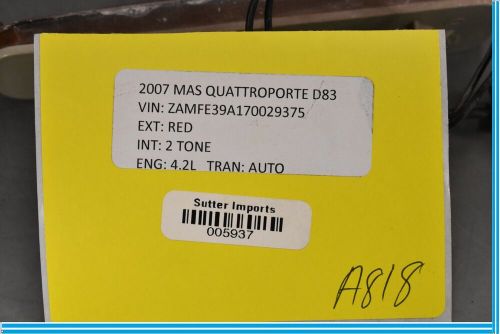 2007 MAS QUATTROPORTE D83
VIN: ZAMFE39A170029375
EXT: RED
INT: 2 TONE
ENG: 4.2L TRAN: AUTO
Sutter Imports
005937
A818